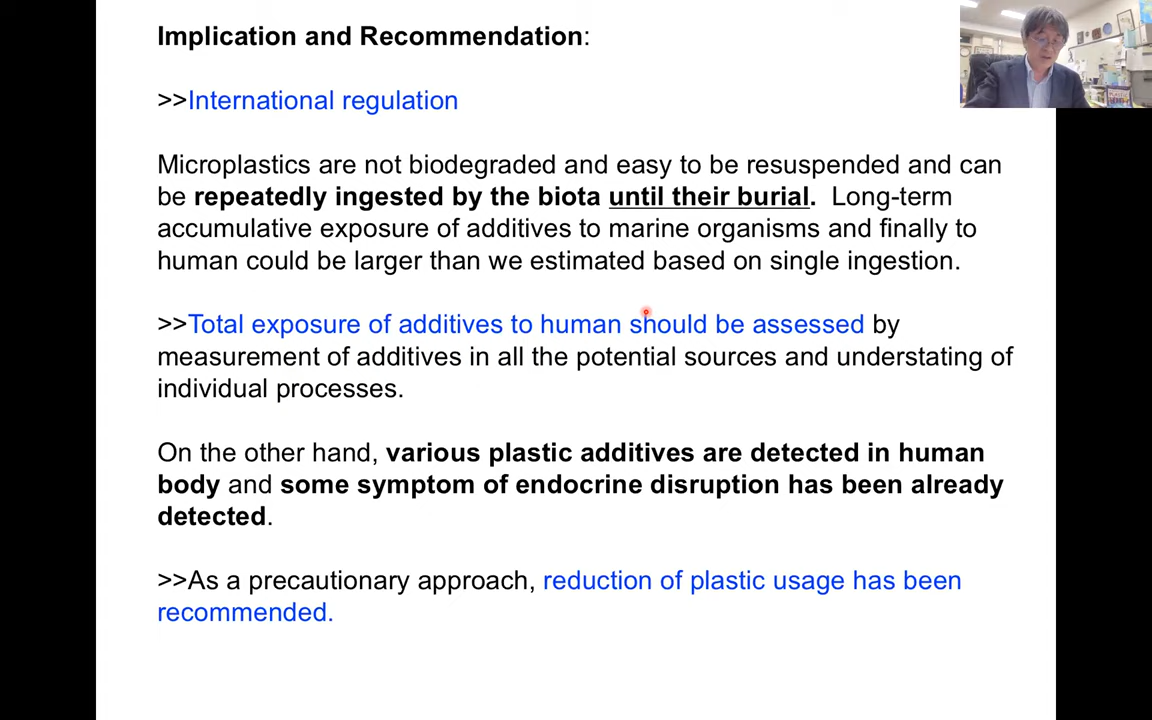 Implication and Recommendation:
>>International regulation
Microplastics are not biodegraded and easy to be resuspended and can
be repeatedly ingested by the biota until their burial. Long-term
accumulative exposure of additives to marine organisms and finally to
human could be larger than we estimated based on single ingestion.
>>Total exposure of additives to human should be assessed by
measurement of additives in all the potential sources and understating of
individual processes.
On the other hand, various plastic additives are detected in human
body and some symptom of endocrine disruption has been already
detected.
>>As a precautionary approach, reduction of plastic usage has been
recommended.